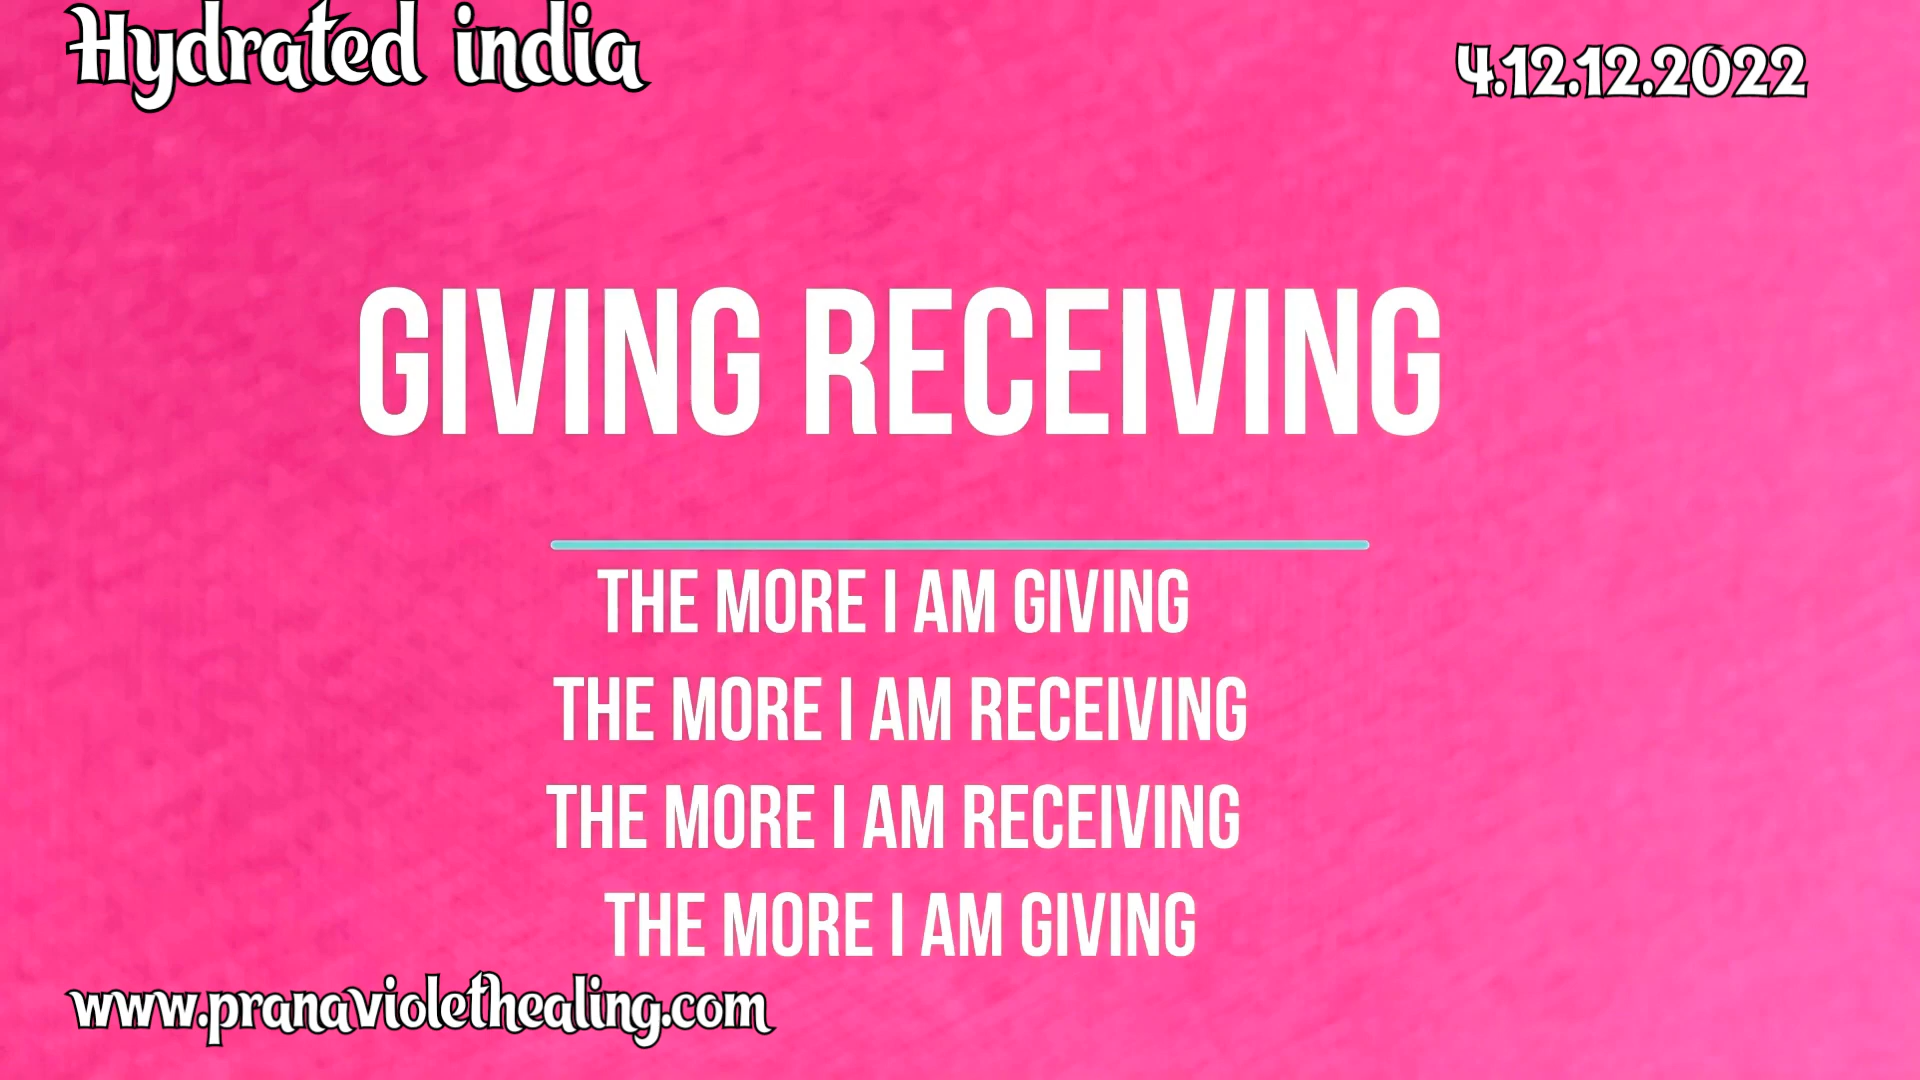 Hydrated india
4.12.12.2022
GIVING RECEIVING
THE MORE I AM GIVING
THE MORE I AM RECEIVING
THE MORE I AM RECEIVING
THE MORE I AM GIVING
www.pranaviolethealing.com